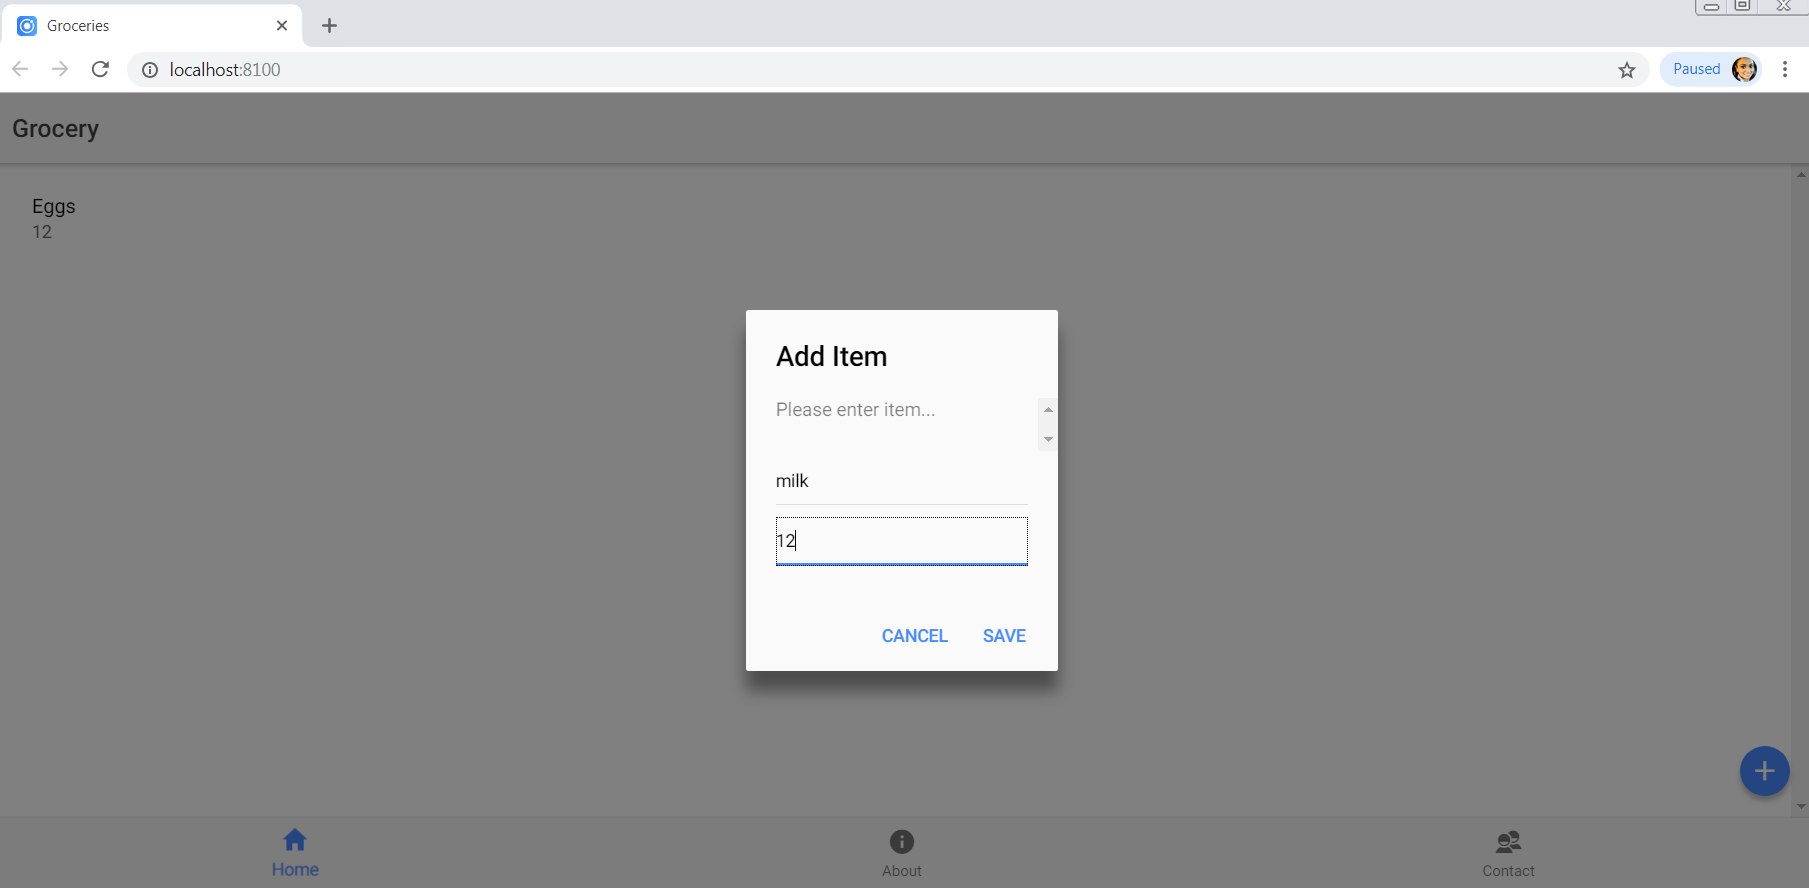 Groceries
localhost:8100
Paused
Grocery
Eggs
12
Add Item
Please enter item...
milk
12
CANCEL SAVE
Home
About
Contact